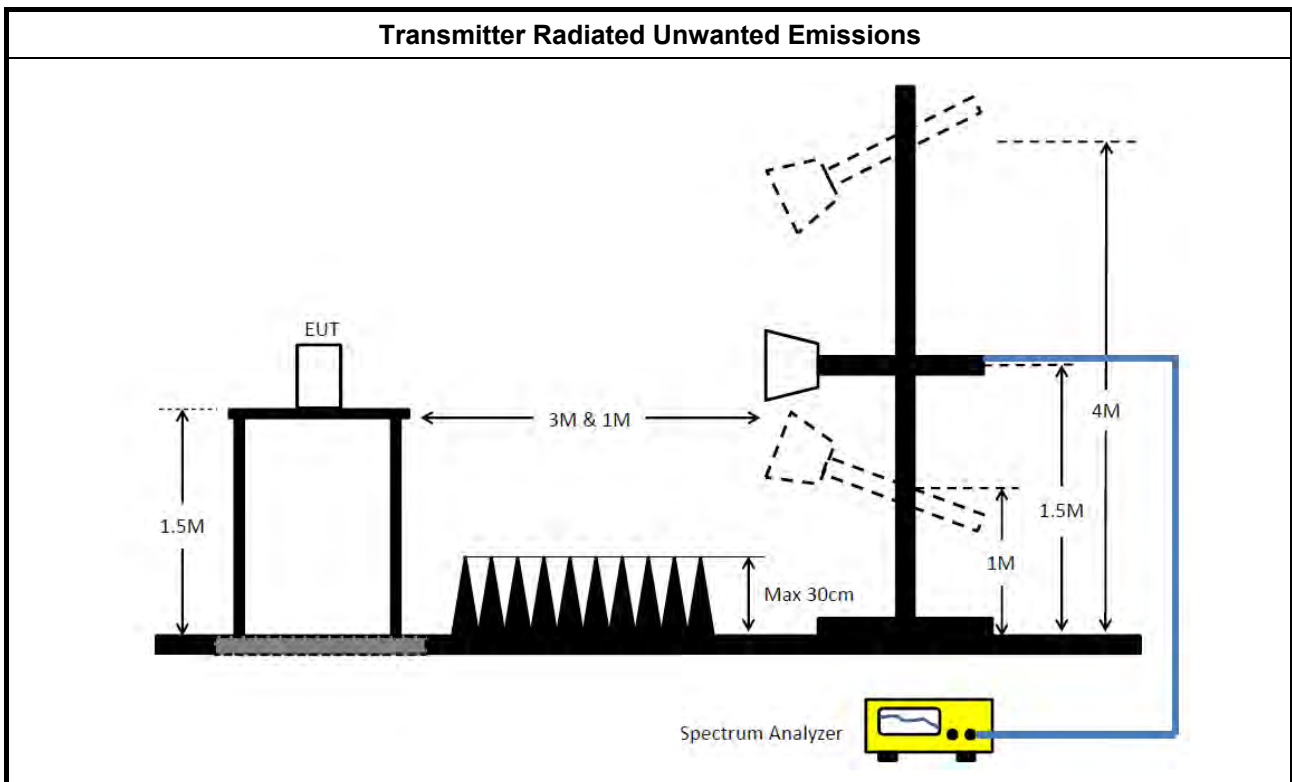 Transmitter Radiated Unwanted Emissions
EUT
3M & 1M
4M
1.5M
1.5M
1M
Max 30cm
Spectrum Analyzer